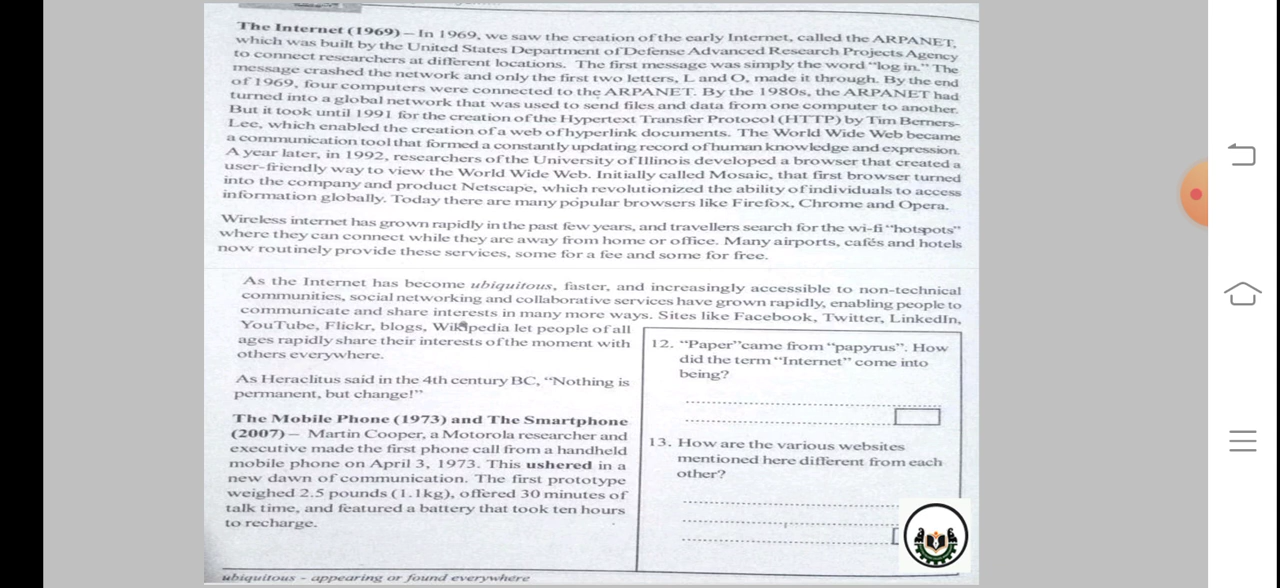 The Internet (1969) – In 1969, we saw the creation of the early Internet, called the ARPANET,
which was built by the United States Department of Defense Advanced Research Projects Agency
to connect researchers at different locations. The first message was simply the word "log in." The
message crashed the network and only the first two letters, L and O, made it through. By the end
of 1969, four computers were connected to the ARPANET. By the 1980s, the ARPANET had
turned into a global network that was used to send files and data from one computer to another.
But it took until 1991 for the creation of the Hypertext Transfer Protocol (HTTP) by Tim Berners-
Lee, which enabled the creation of a web of hyperlink documents. The World Wide Web became
a communication tool that formed a constantly updating record of human knowledge and expression.
A year later, in 1992, researchers of the University of Illinois developed a browser that created a
user-friendly way to view the World Wide Web. Initially called Mosaic, that first browser turned
into the company and product Netscape, which revolutionized the ability of individuals to access
information globally. Today there are many popular browsers like Firefox, Chrome and Opera.
Wireless internet has grown rapidly in the past few years, and travellers search for the wi-fi "hotspots"
where they can connect while they are away from home or office. Many airports, cafés and hotels
now routinely provide these services, some for a fee and some for free.
As the Internet has become ubiquitous, faster, and increasingly accessible to non-technical
communities, social networking and collaborative services have grown rapidly, enabling people to
communicate and share interests in many more ways. Sites like Facebook, Twitter, LinkedIn,
YouTube, Flickr, blogs, Wikipedia let people of all
ages rapidly share their interests of the moment with
others everywhere.
As Heraclitus said in the 4th century BC, "Nothing is
permanent, but change!"
The Mobile Phone (1973) and The Smartphone
(2007) – Martin Cooper, a Motorola researcher and
executive made the first phone call from a handheld
mobile phone on April 3, 1973. This ushered in a
new dawn of communication. The first prototype
weighed 2.5 pounds (1.1kg), offered 30 minutes of
talk time, and featured a battery that took ten hours
to recharge.
12. "Paper"came from "papyrus". How
did the term "Internet" come into
being?
13. How are the various websites
mentioned here different from each
other?
ubiquitous - appearing or found everywhere